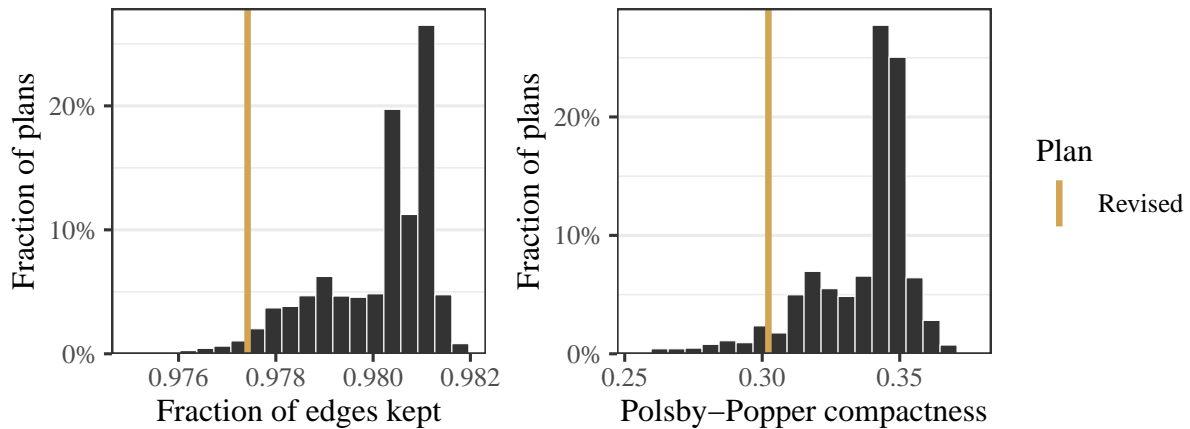 Fraction of plans
20%
10%
0%
0.976 0.978 0.980 0.982
Fraction of edges kept
Fraction of plans
20%
10%
0%
0.25 0.30 0.35
Polsby−Popper compactness
Plan
Revised